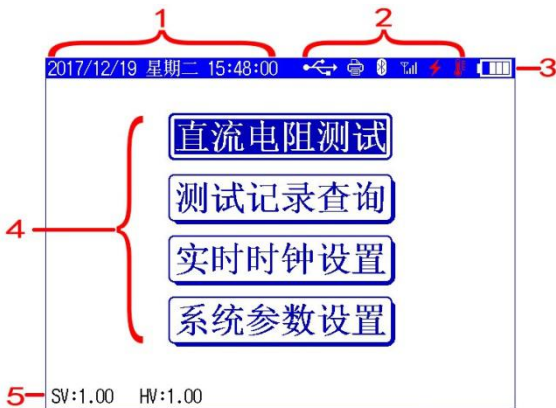 1
2
2017/12/19 星期二 15:48:00
3
直流电阻测试
测试记录查询
4
实时时钟设置
系统参数设置
5
SV:1.00 HV:1.00